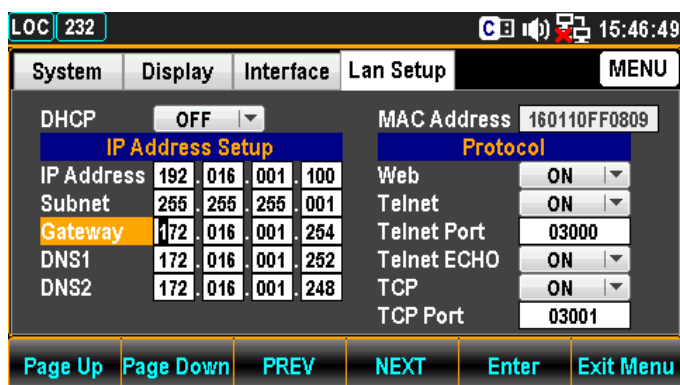 LOC 232 C 15:46:49
System Display Interface Lan Setup MENU
DHCP OFF MAC Address 160110FF0809
IP Address Setup Protocol
IP Address 192 . 016 . 001 . 100 Web ON
Subnet 255 . 255 . 255 . 001 Telnet ON
Gateway 172 . 016 . 001 . 254 Telnet Port 03000
DNS1 172 . 016 . 001 . 252 Telnet ECHO ON
DNS2 172 . 016 . 001 . 248 TCP ON
TCP Port 03001
Page Up Page Down PREV NEXT Enter Exit Menu